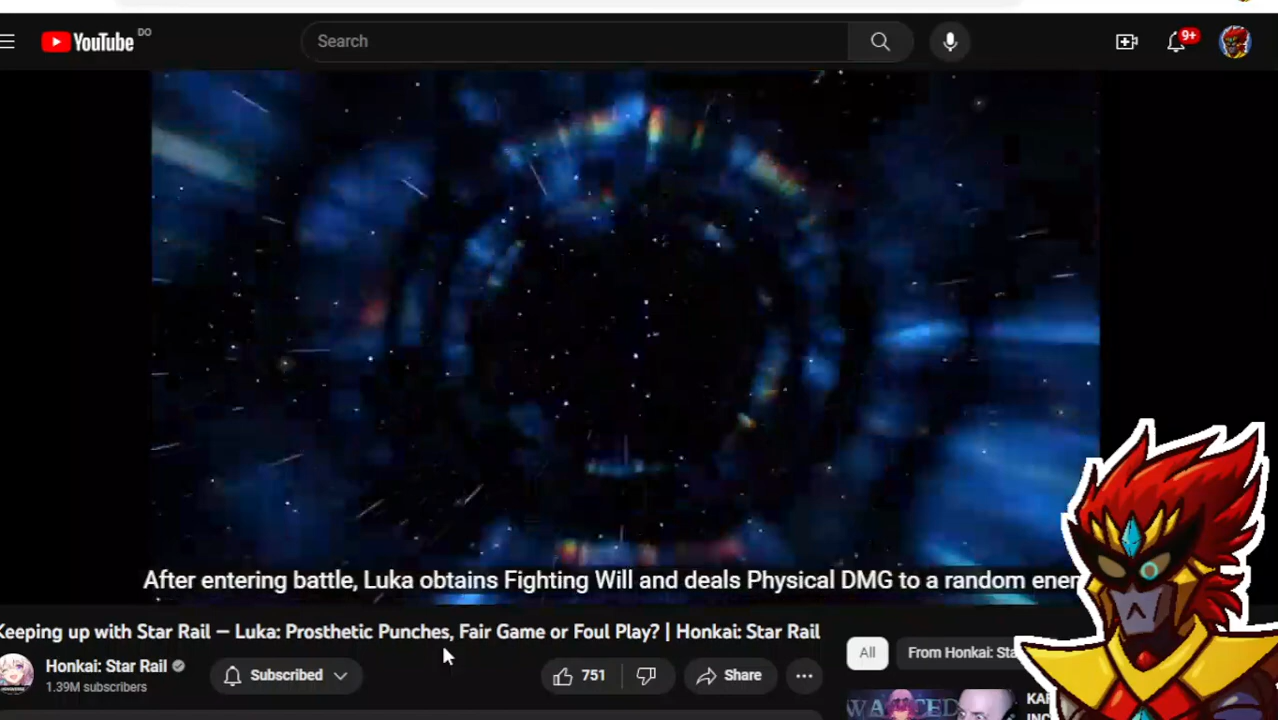 YouTube DO
Search
9+
After entering battle, Luka obtains Fighting Will and deals Physical DMG to a random
Keeping up with Star Rail — Luka: Prosthetic Punches, Fair Game or Foul Play? | Honkai: Star Rail
Honkai: Star Rail
1.39M subscribers
Subscribed
751
Share
All
From Honkai:
WANTED